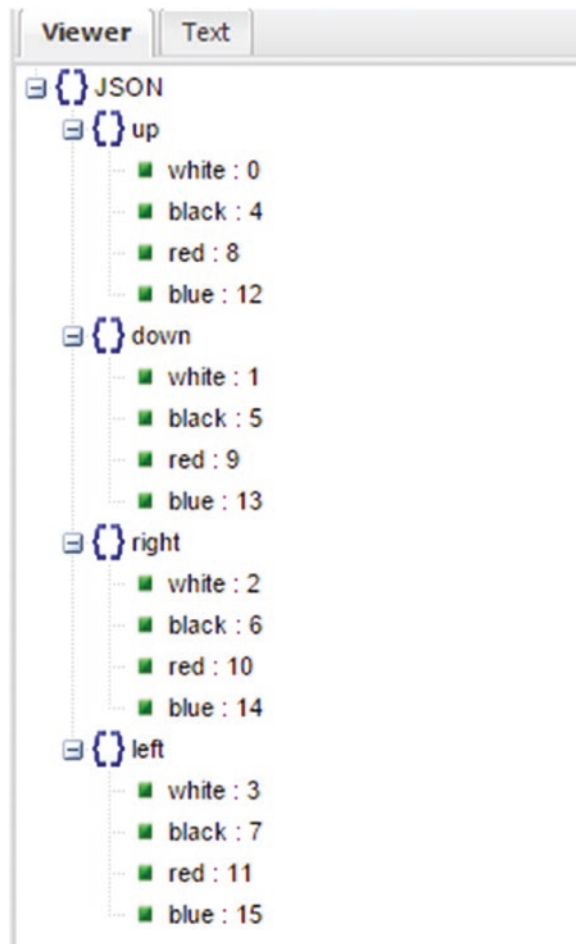 Viewer Text
{} JSON
{} up
white : 0
black : 4
red : 8
blue : 12
{} down
white : 1
black : 5
red : 9
blue : 13
{} right
white : 2
black : 6
red : 10
blue : 14
{} left
white : 3
black : 7
red : 11
blue : 15